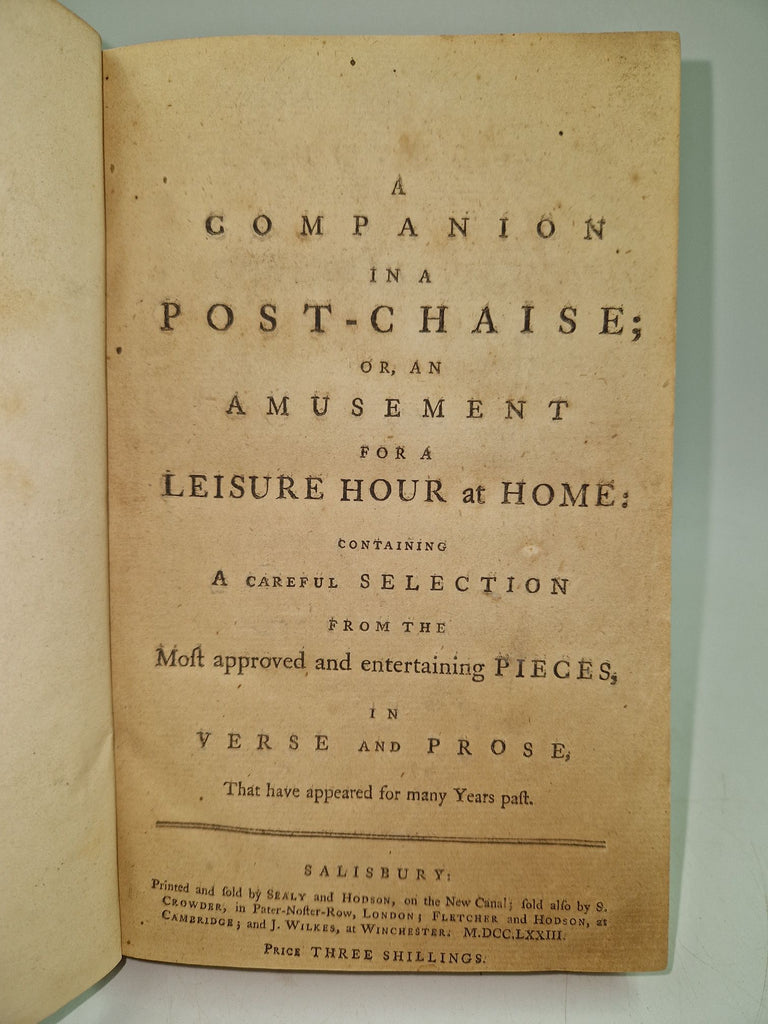 A
COMPANION
IN A
POST-CHAISE;
OR, AN
AMUSEMENT
FOR A
LEISURE HOUR at HOME:
CONTAINING
A CAREFUL SELECTION
FROM THE
Moſt approved and entertaining PIECES,
IN
VERSE AND PROSE,
That have appeared for many Years paſt.
SALISBURY:
Printed and ſold by SEALY and HODSON, on the New Canal; ſold alſo by S.
CROWDER, in Pater-Noſter-Row, LONDON; FLETCHER and HODSON, at
CAMBRIDGE; and J. WILKES, at WINCHESTER. M.DCC.LXXIII.
PRICE THREE SHILLINGS.